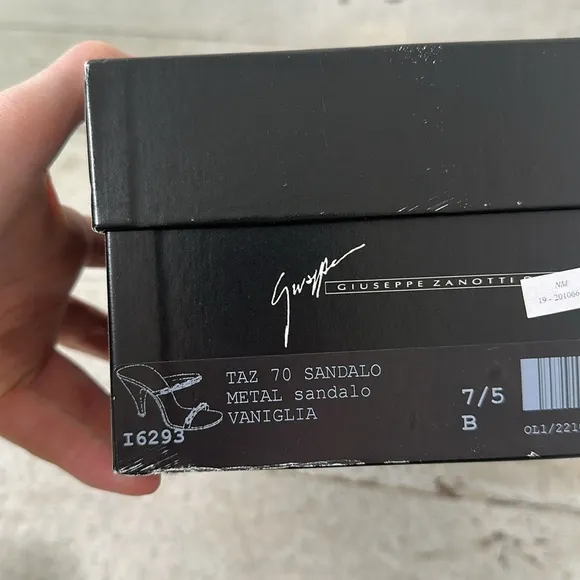 Giuseppe
GIUSEPPE ZANOTTI
N&E
TAZ 70 SANDALO
METAL sandalo
VANIGLIA
7/5
B
I6293